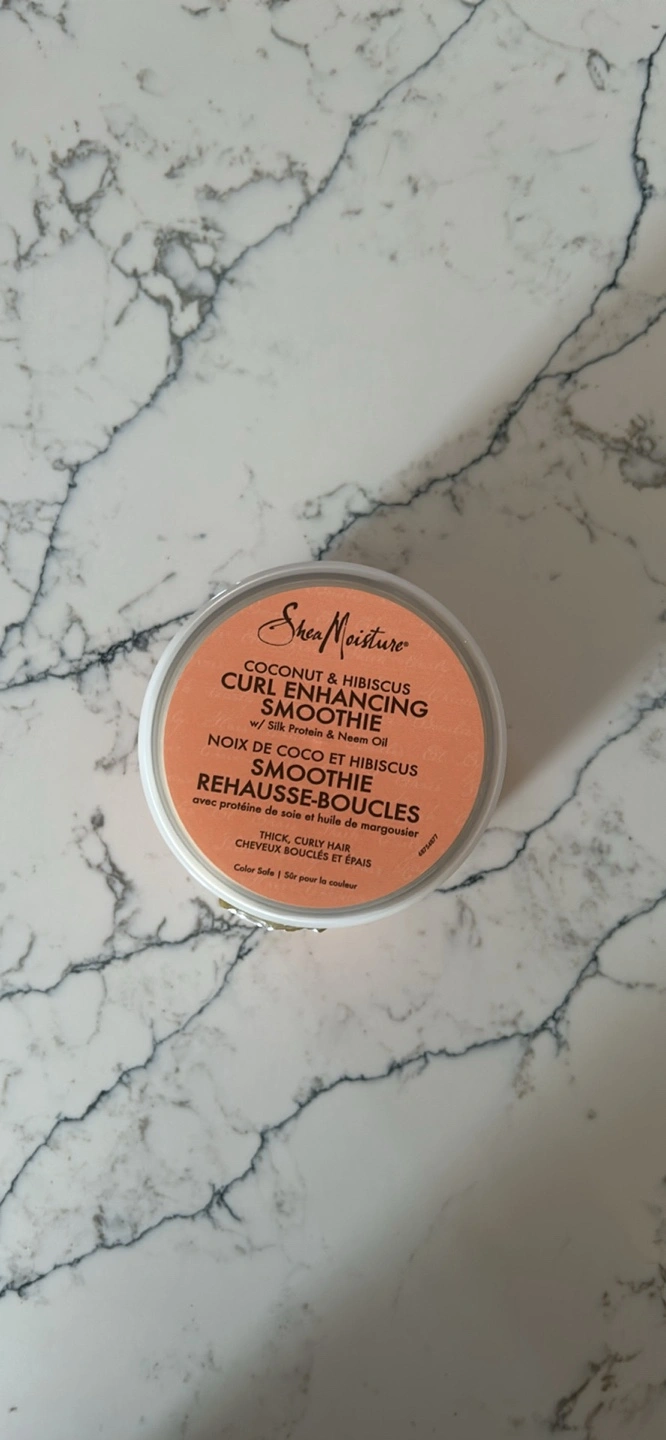 SheaMoisture®
COCONUT & HIBISCUS
CURL ENHANCING
SMOOTHIE
w/ Silk Protein & Neem Oil
NOIX DE COCO ET HIBISCUS
SMOOTHIE
REHAUSSE-BOUCLES
avec protéine de soie et huile de margousier
THICK, CURLY HAIR
CHEVEUX BOUCLÉS ET ÉPAIS
Color Safe | Sûr pour la couleur